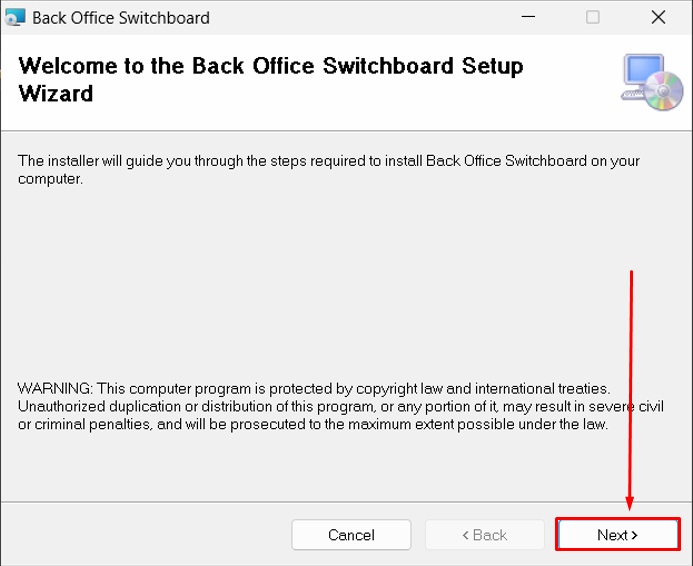 Back Office Switchboard
Welcome to the Back Office Switchboard Setup
Wizard
The installer will guide you through the steps required to install Back Office Switchboard on your
computer.
WARNING: This computer program is protected by copyright law and international treaties.
Unauthorized duplication or distribution of this program, or any portion of it, may result in severe civil
or criminal penalties, and will be prosecuted to the maximum extent possible under the law.
Cancel
< Back
Next >